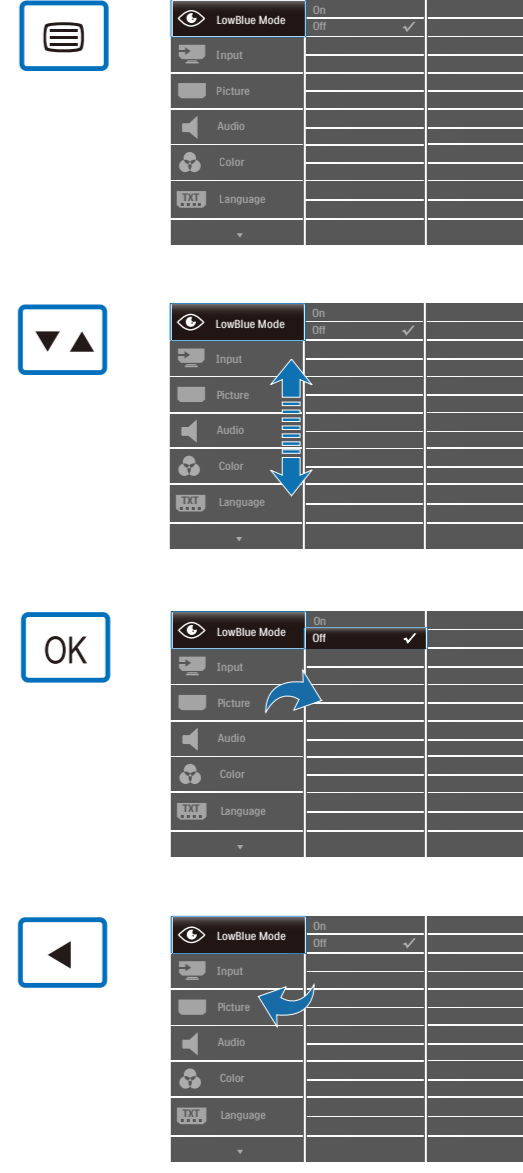 On
LowBlue Mode
Off
Input
Picture
Audio
Color
TXT
Language
On
LowBlue Mode
Off
Input
Picture
Audio
Color
TXT
Language
OK
On
LowBlue Mode
Off
Input
Picture
Audio
Color
TXT
Language
On
LowBlue Mode
Off
Input
Picture
Audio
Color
TXT
Language